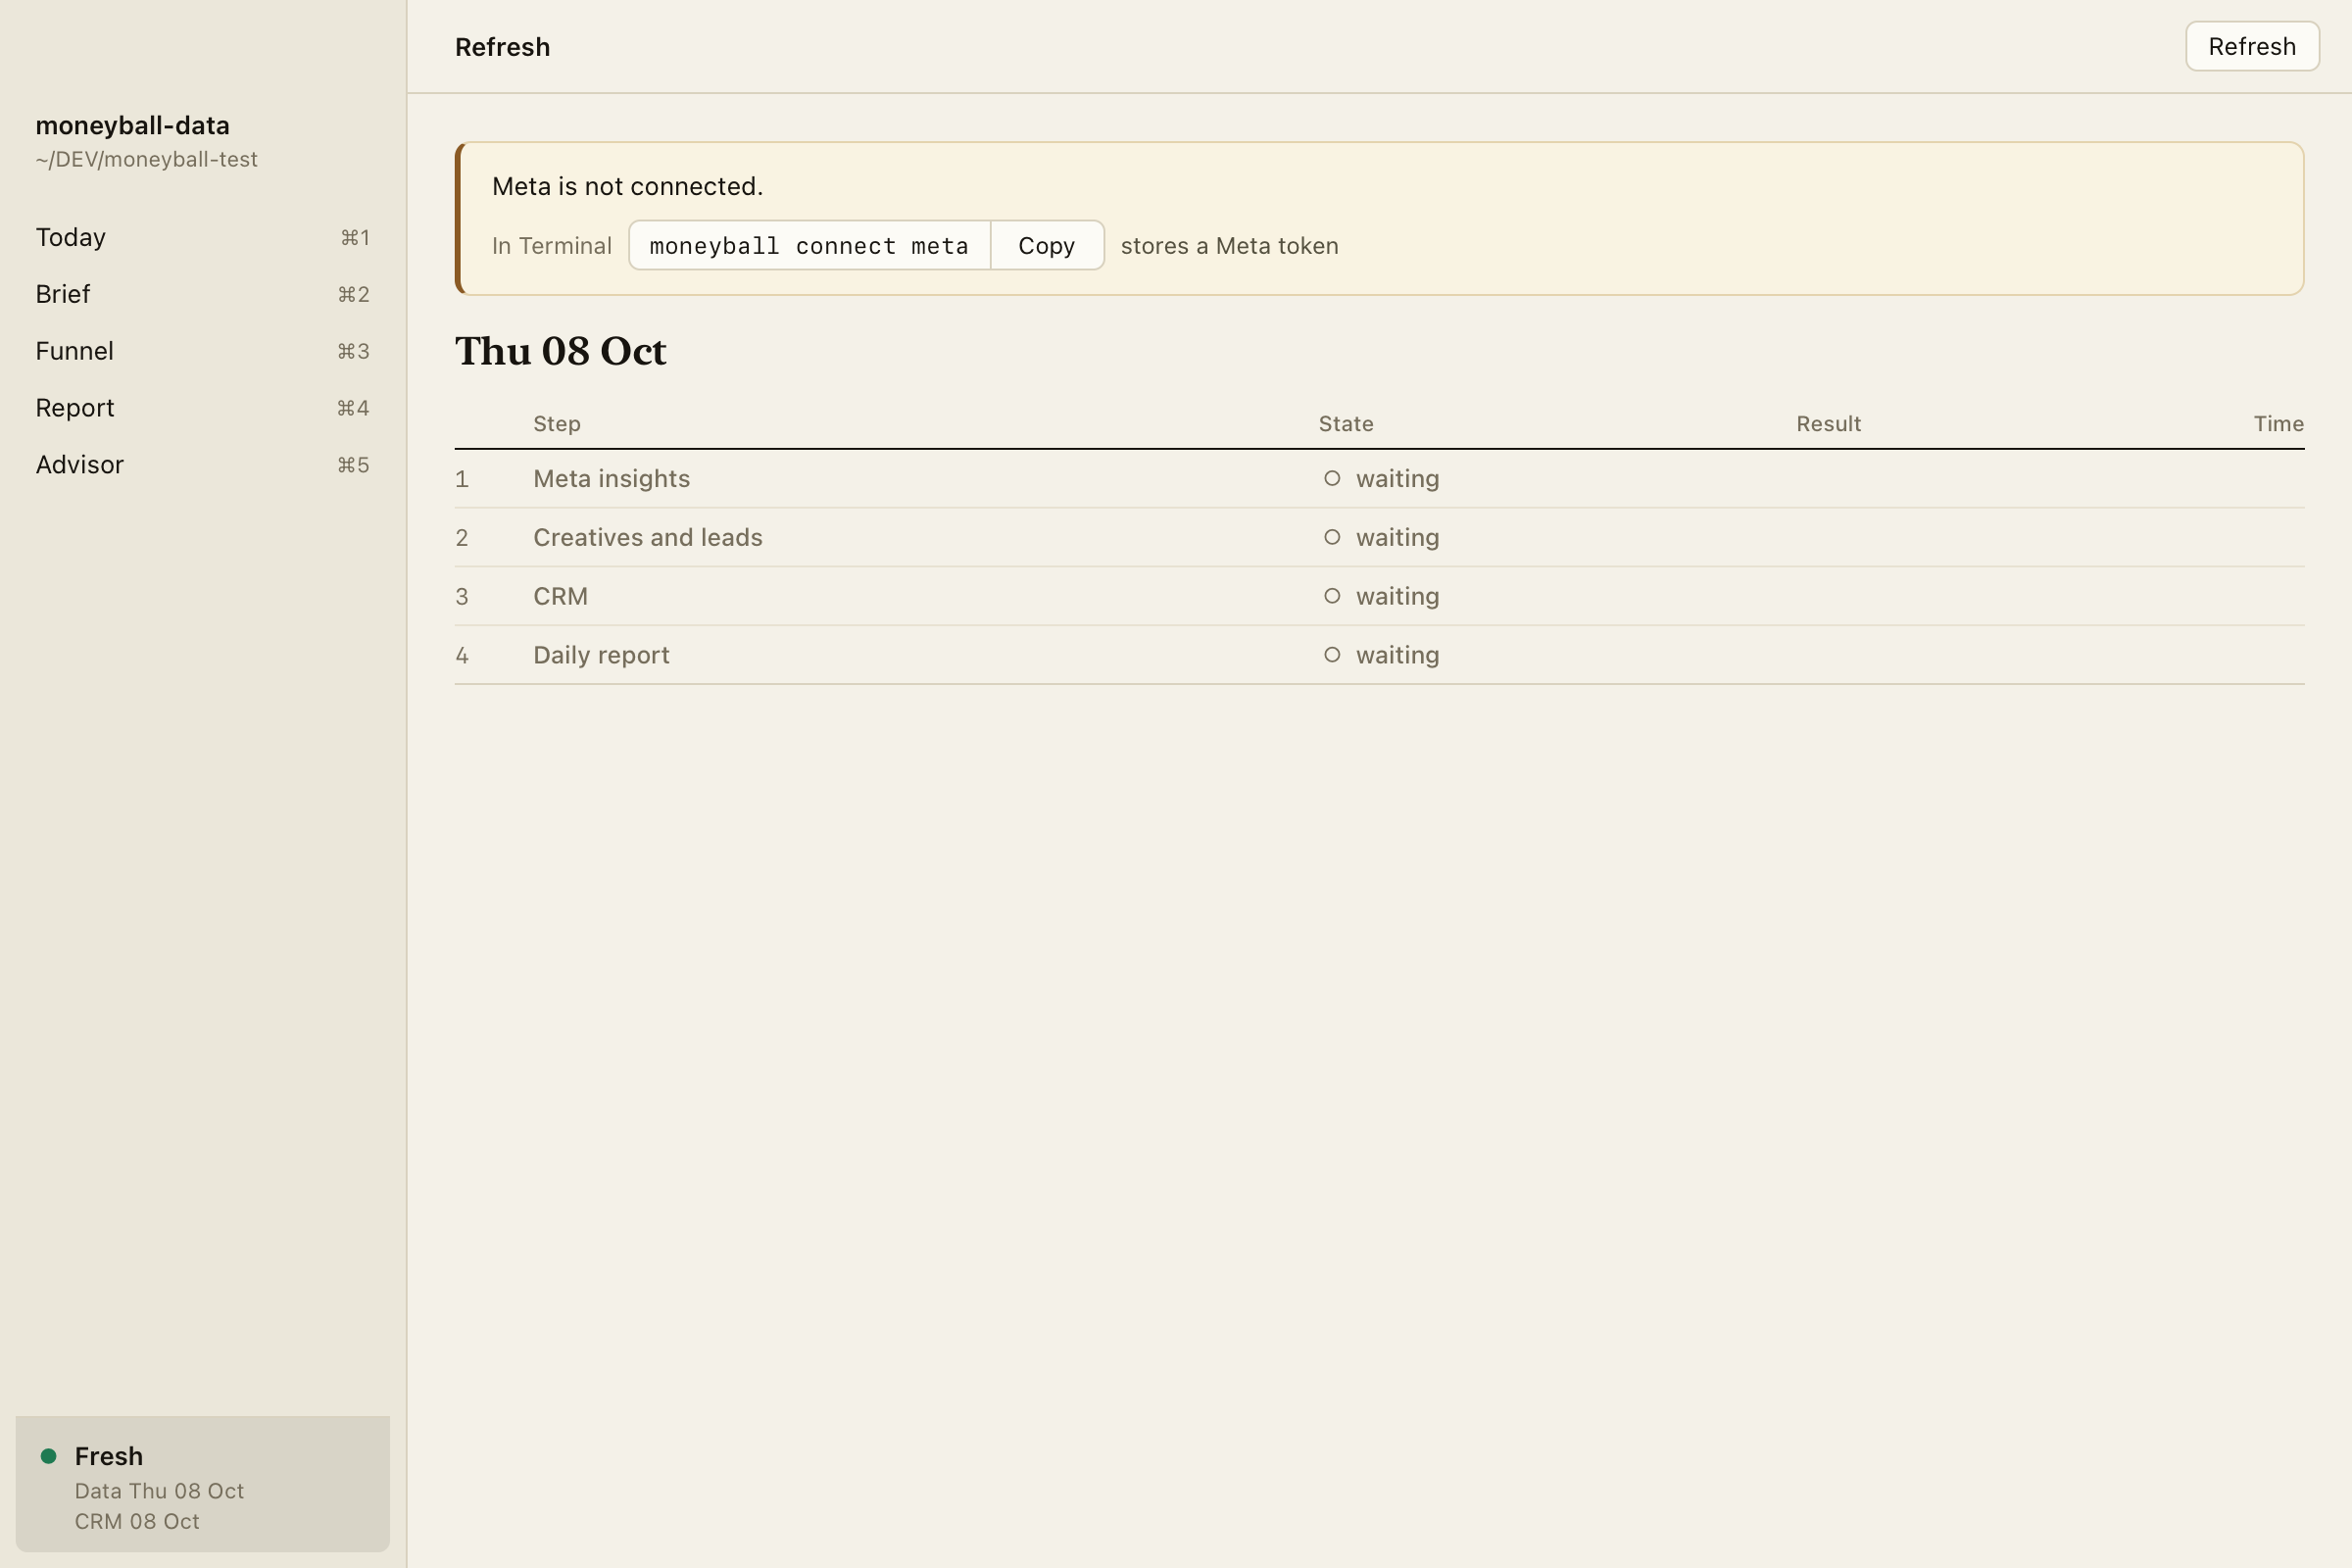 moneyball-data
~/DEV/moneyball-test
Today ⌘1
Brief ⌘2
Funnel ⌘3
Report ⌘4
Advisor ⌘5
Fresh
Data Thu 08 Oct
CRM 08 Oct
Refresh Refresh
Meta is not connected.
In Terminal moneyball connect meta Copy stores a Meta token
Thu 08 Oct
Step State Result Time
1 Meta insights waiting
2 Creatives and leads waiting
3 CRM waiting
4 Daily report waiting